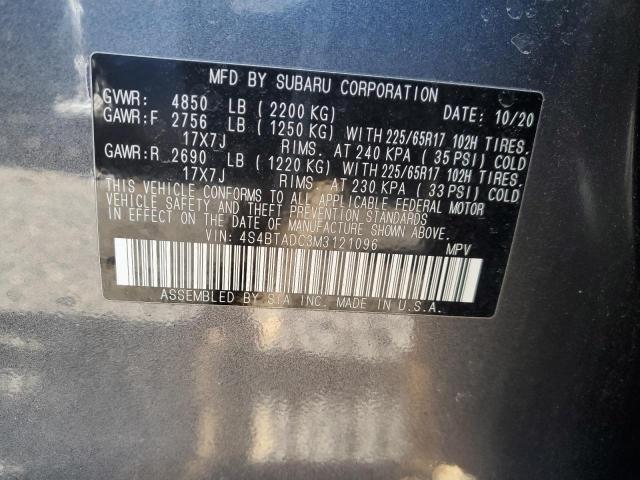 MFD BY SUBARU CORPORATION
GVWR: 4850 LB (2200 KG) DATE: 10/20
GAWR:F 2756 LB (1250 KG) WITH 225/65R17 102H TIRES.
17X7J RIMS. AT 240 KPA (35 PSI) COLD
GAWR:R 2690 LB (1220 KG) WITH 225/65R17 102H TIRES.
17X7J RIMS. AT 230 KPA (33 PSI) COLD
THIS VEHICLE CONFORMS TO ALL APPLICABLE FEDERAL MOTOR
VEHICLE SAFETY AND THEFT PREVENTION STANDARDS
IN EFFECT ON THE DATE OF MANUFACTURE SHOWN ABOVE.
VIN: 4S4BTADC3M3121096 MPV
ASSEMBLED BY SIA INC. MADE IN U.S.A.